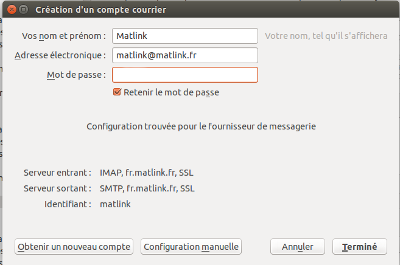 Création d'un compte courrier
Vos nom et prénom : Matlink Votre nom, tel qu'il s'affichera
Adresse électronique : matlink@matlink.fr
Mot de passe :
Retenir le mot de passe
Configuration trouvée pour le fournisseur de messagerie
Serveur entrant : IMAP, fr.matlink.fr, SSL
Serveur sortant : SMTP, fr.matlink.fr, SSL
Identifiant : matlink
Obtenir un nouveau compte Configuration manuelle Annuler Terminé